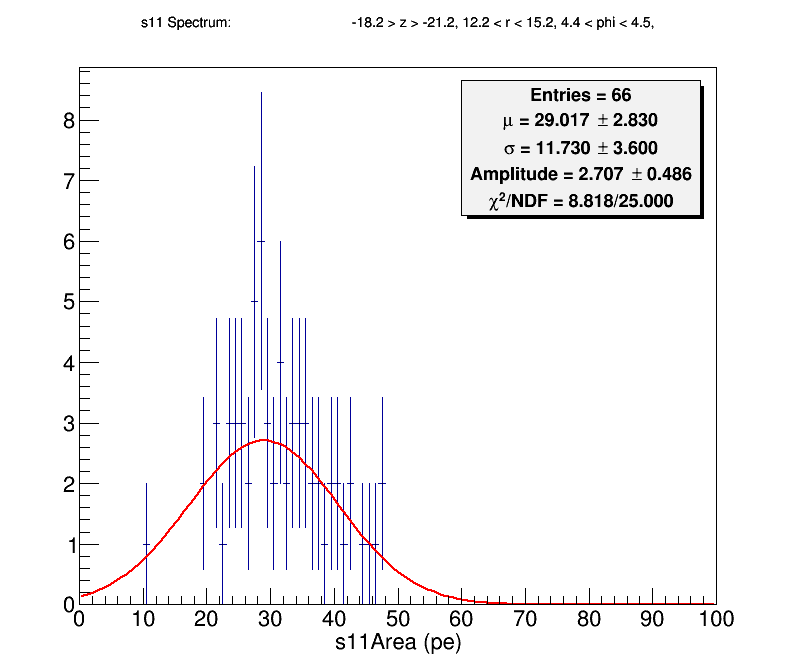 s11 Spectrum: -18.2 > z > -21.2, 12.2 < r < 15.2, 4.4 < phi < 4.5,
Entries = 66
μ = 29.017 ± 2.830
σ = 11.730 ± 3.600
Amplitude = 2.707 ± 0.486
χ²/NDF = 8.818/25.000
8
7
6
5
4
3
2
1
0
0 10 20 30 40 50 60 70 80 90 100
s11Area (pe)